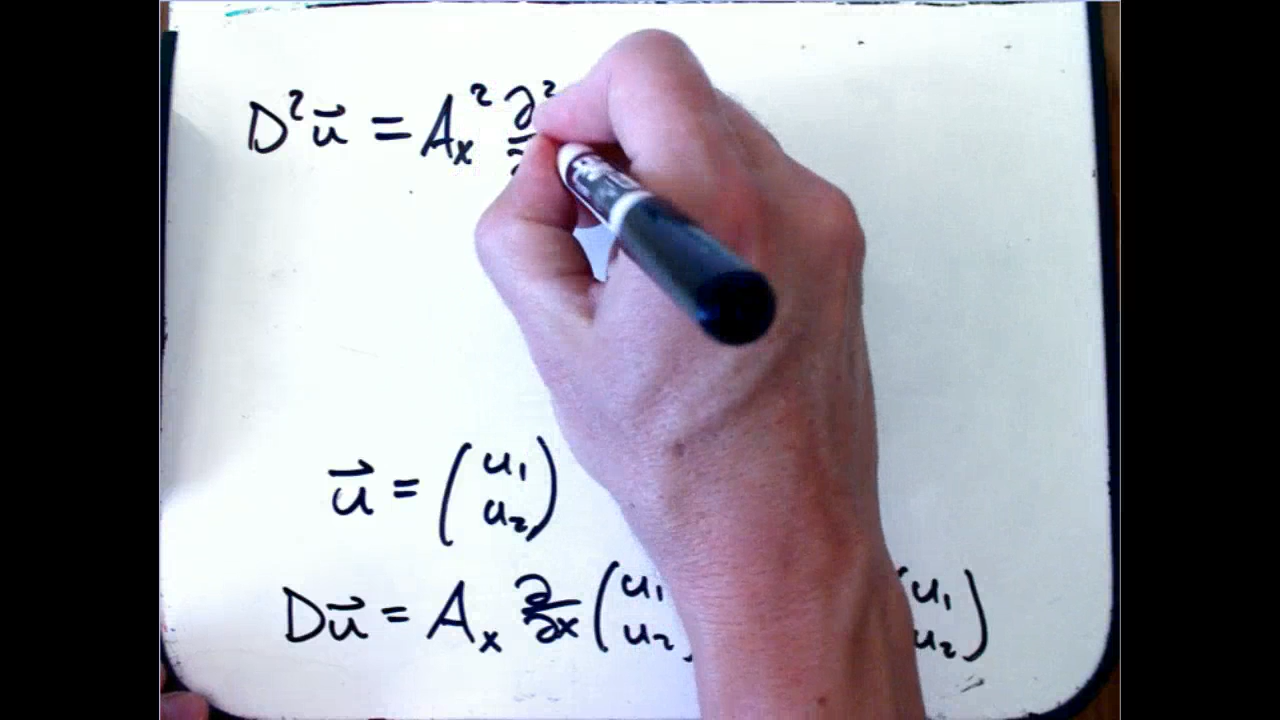 D²u⃗ = Aₓ² ∂²
u⃗ = (u₁
u₂)
Du⃗ = Aₓ ∂/∂x (u₁ u₂ (u₁ u₂)